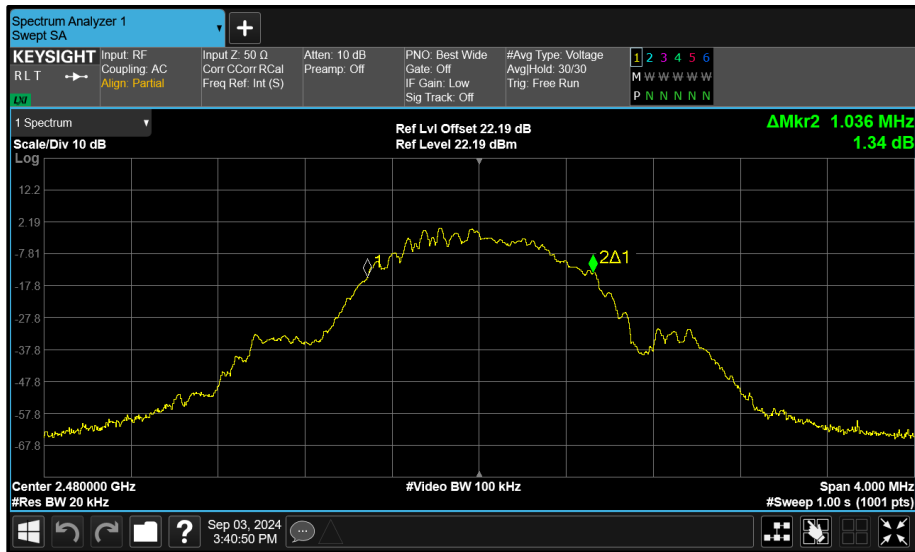 Spectrum Analyzer 1
Swept SA
KEYSIGHT
R L T
LXI
Input: RF
Coupling: AC
Align: Partial
Input Z: 50 Ω
Corr CCorr RCal
Freq Ref: Int (S)
Atten: 10 dB
Preamp: Off
PNO: Best Wide
Gate: Off
IF Gain: Low
Sig Track: Off
#Avg Type: Voltage
Avg|Hold: 30/30
Trig: Free Run
1 2 3 4 5 6
M W W W W W
P N N N N N
1 Spectrum
Scale/Div 10 dB
Ref Lvl Offset 22.19 dB
Ref Level 22.19 dBm
ΔMkr2 1.036 MHz
1.34 dB
Log
12.2
2.19
-7.81
-17.8
-27.8
-37.8
-47.8
-57.8
-67.8
1
2Δ1
Center 2.480000 GHz
#Res BW 20 kHz
#Video BW 100 kHz
Span 4.000 MHz
#Sweep 1.00 s (1001 pts)
?
Sep 03, 2024
3:40:50 PM